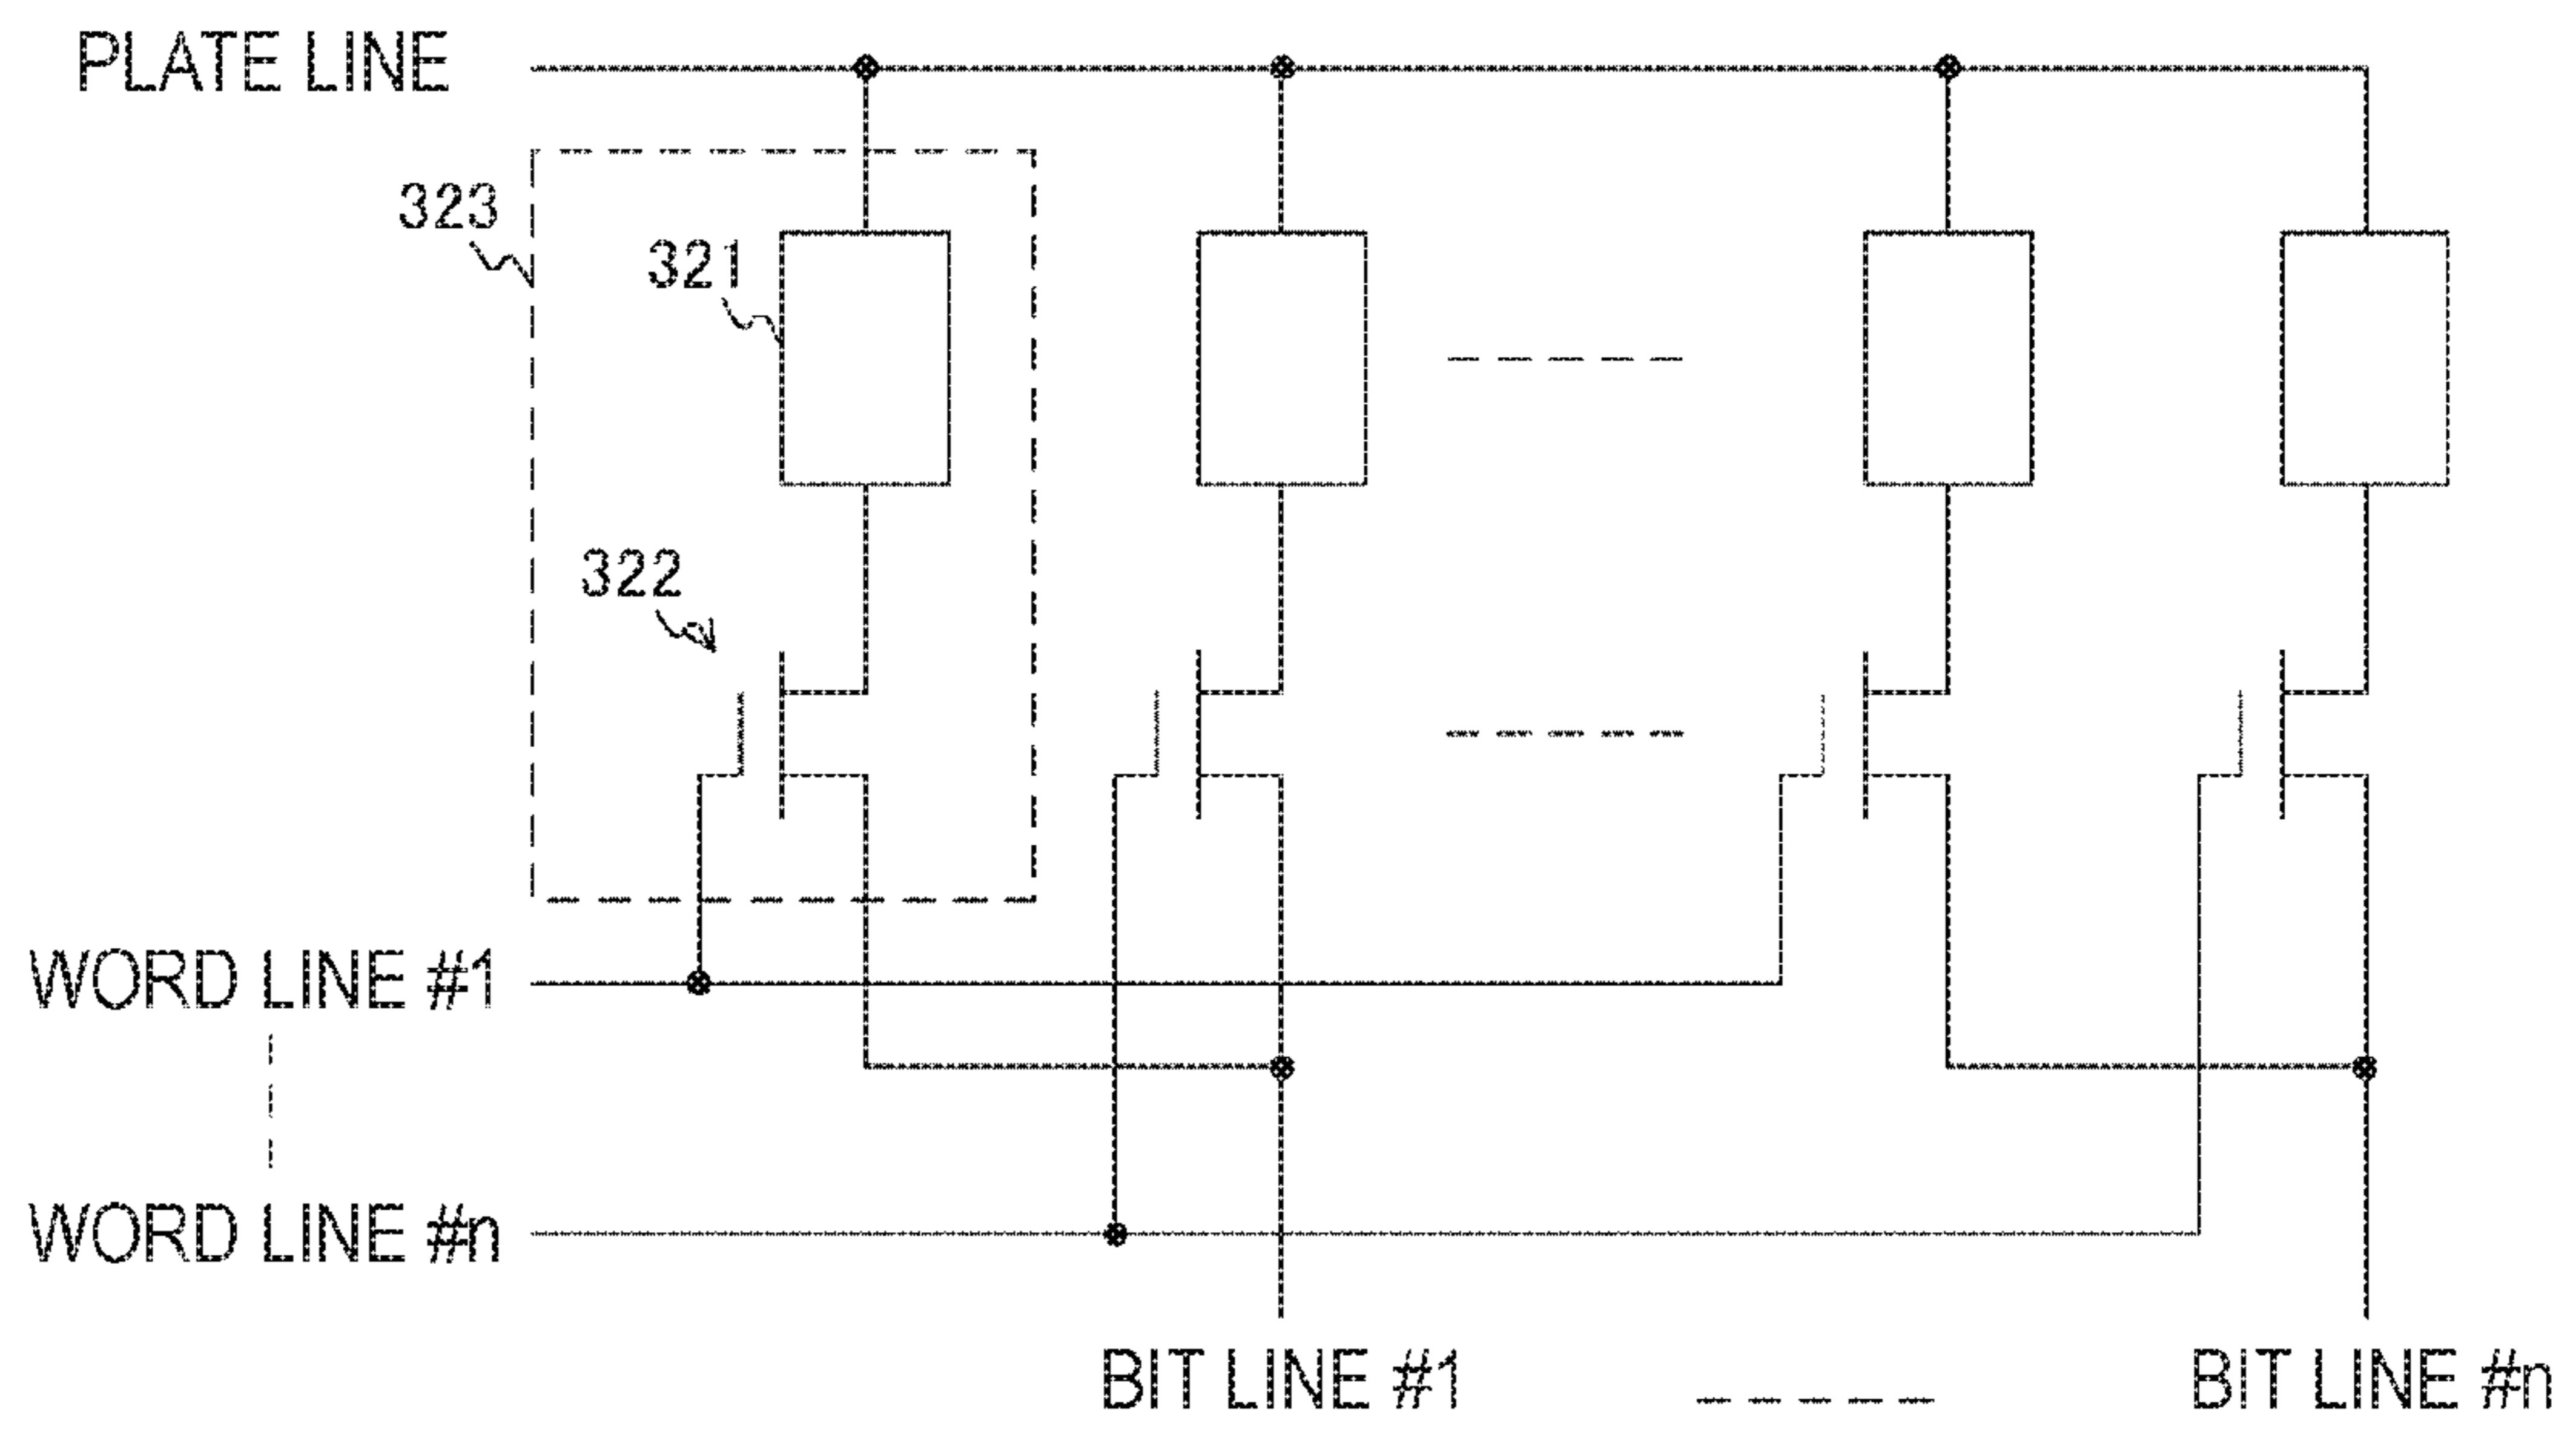 PLATE LINE
323
321
322
WORD LINE #1
WORD LINE #n
BIT LINE #1
BIT LINE #n